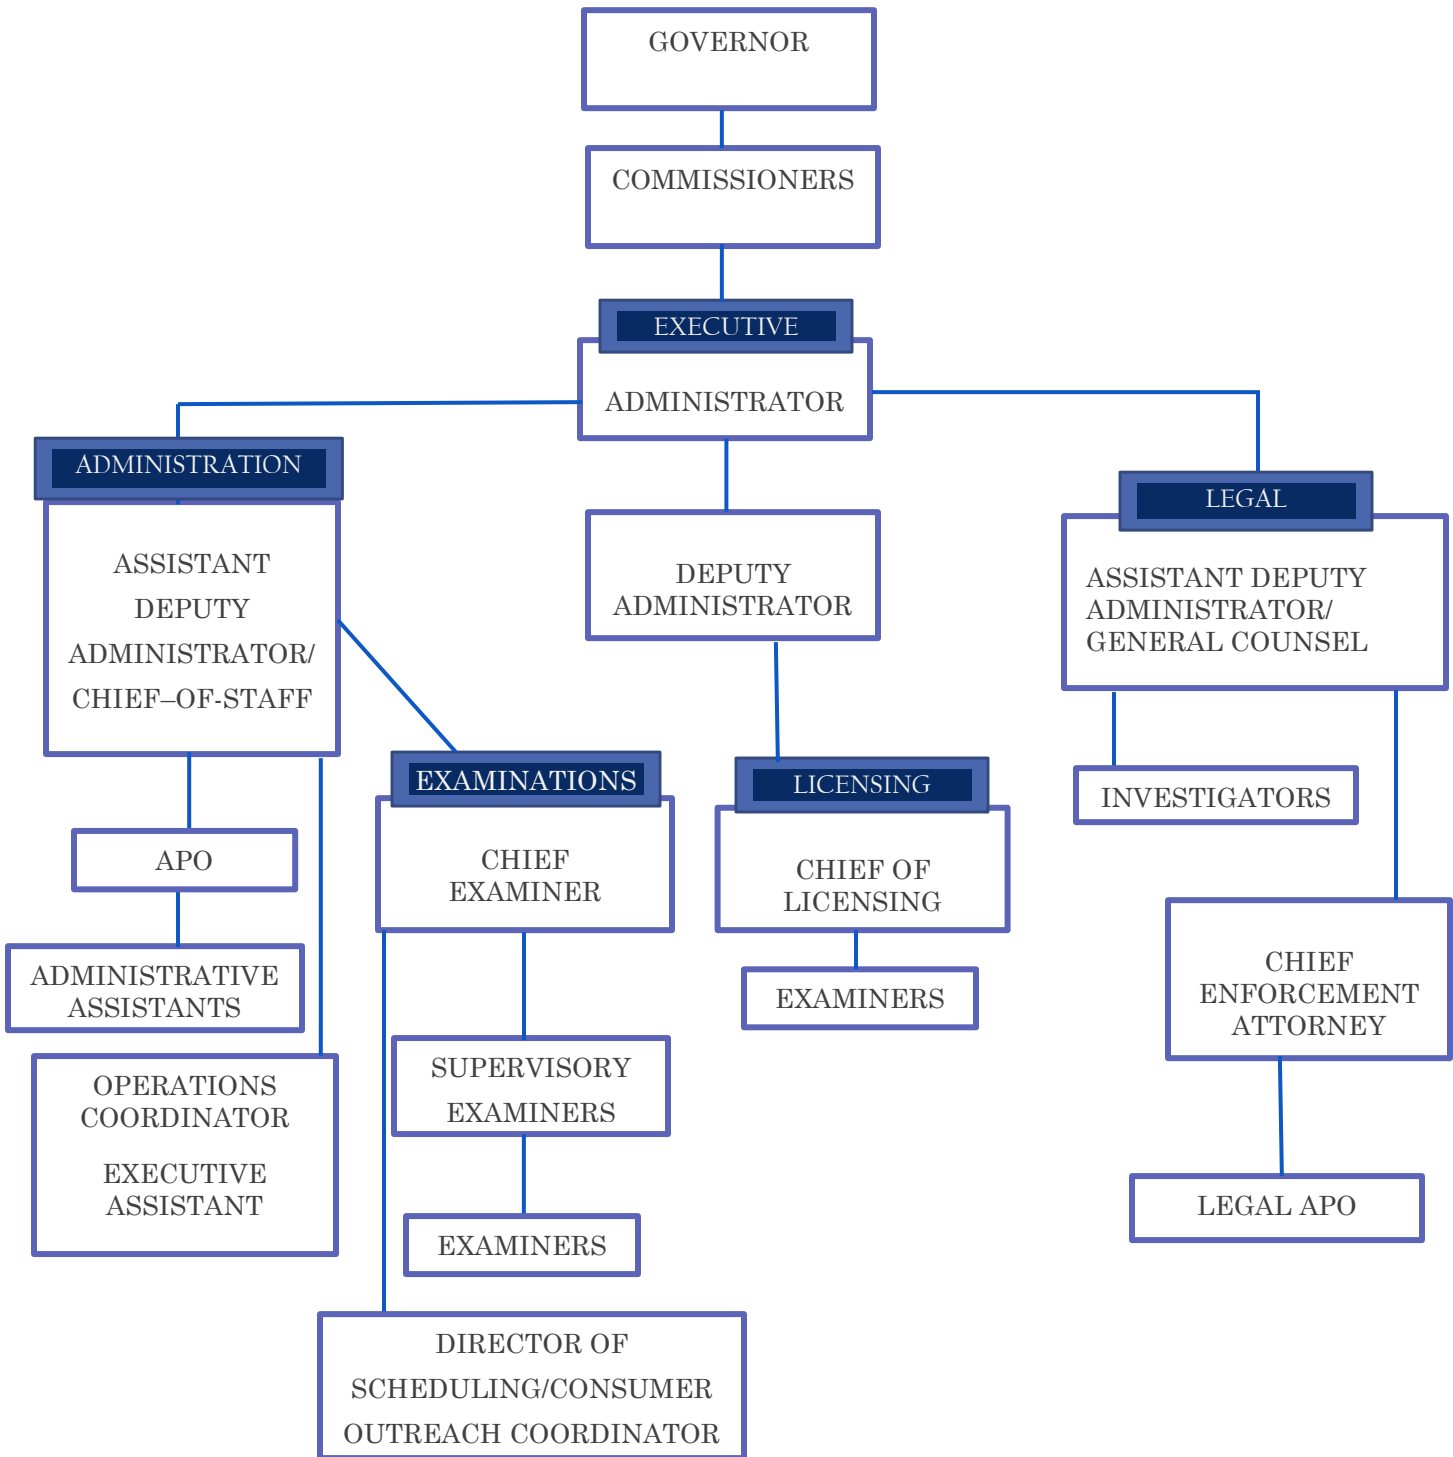 GOVERNOR
COMMISSIONERS
EXECUTIVE
ADMINISTRATOR
ADMINISTRATION
ASSISTANT
DEPUTY
ADMINISTRATOR/
CHIEF–OF-STAFF
DEPUTY
ADMINISTRATOR
LEGAL
ASSISTANT DEPUTY
ADMINISTRATOR/
GENERAL COUNSEL
APO
ADMINISTRATIVE
ASSISTANTS
OPERATIONS
COORDINATOR
EXECUTIVE
ASSISTANT
EXAMINATIONS
CHIEF
EXAMINER
SUPERVISORY
EXAMINERS
EXAMINERS
DIRECTOR OF
SCHEDULING/CONSUMER
OUTREACH COORDINATOR
LICENSING
CHIEF OF
LICENSING
EXAMINERS
INVESTIGATORS
CHIEF
ENFORCEMENT
ATTORNEY
LEGAL APO